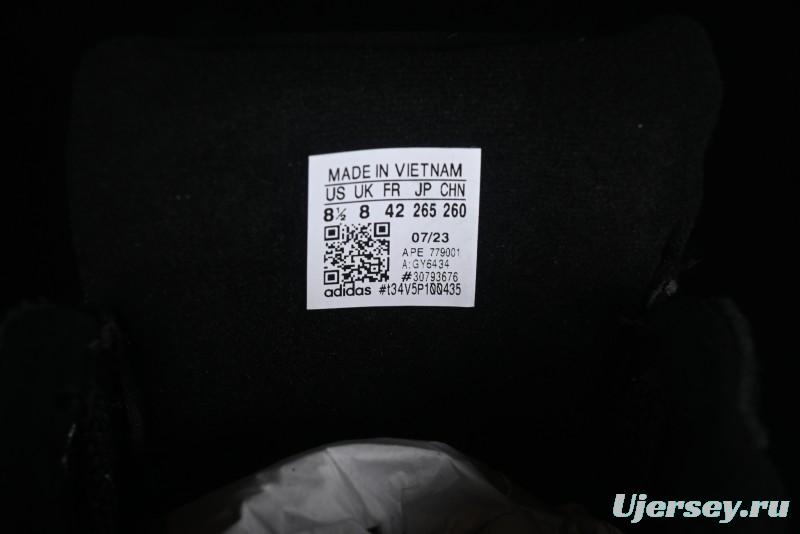 MADE IN VIETNAM
US UK FR JP CHN
8½ 8 42 265 260
07/23
APE 779001
A:GY6434
#30793676
adidas #t34V5P100435
Ujersey.ru